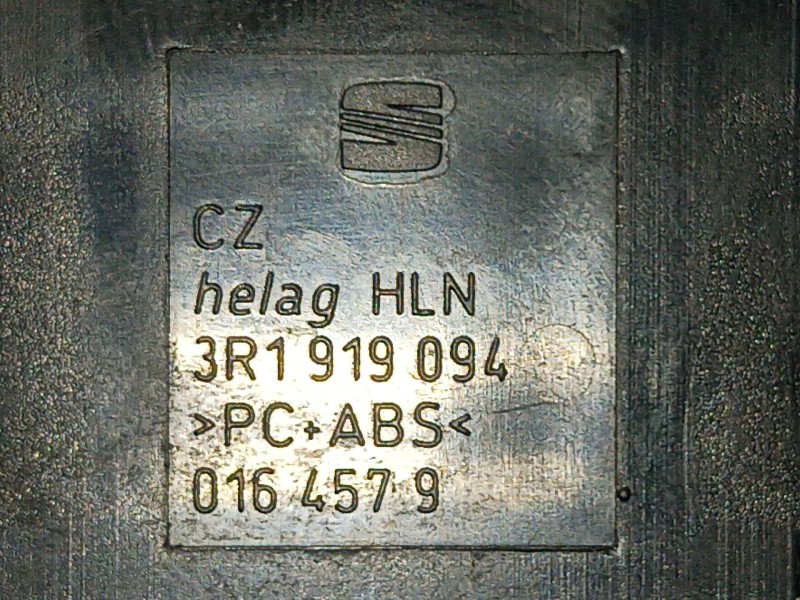 CZ
helag HLN
3R1 919 094
>PC+ABS<
016 457 9